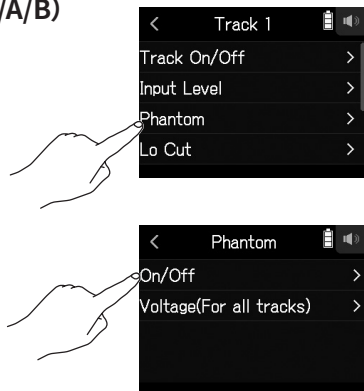 /A/B)
< Track 1
Track On/Off >
Input Level >
Phantom >
Lo Cut >
< Phantom
On/Off >
Voltage(For all tracks) >